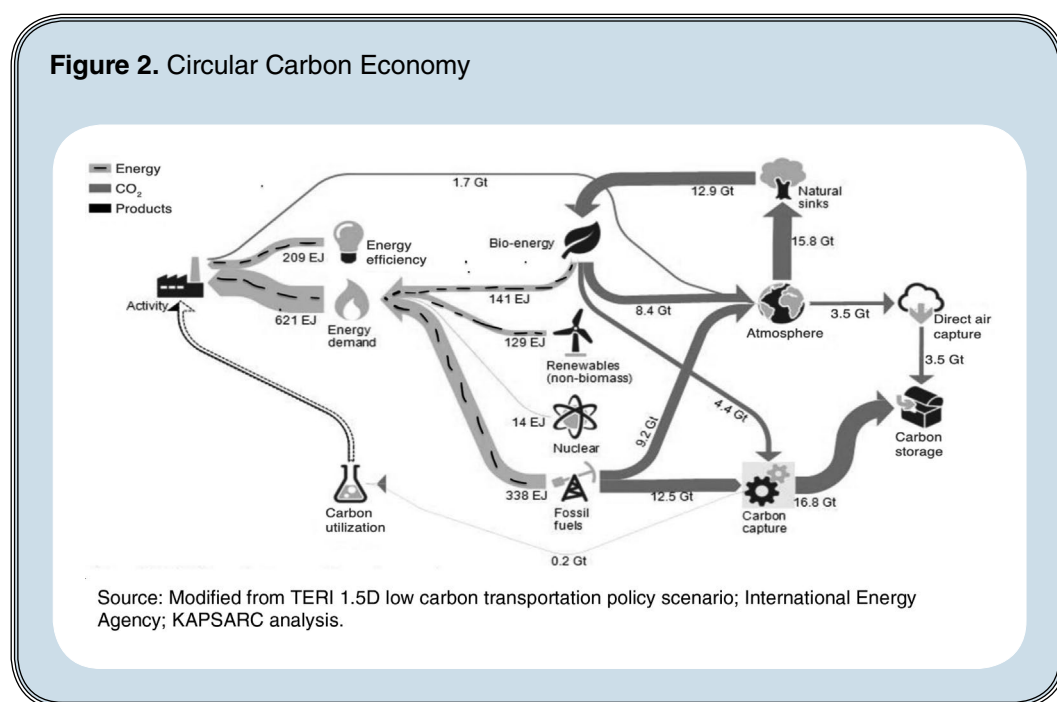 Figure 2. Circular Carbon Economy
Energy
CO₂
Products
1.7 Gt
12.9 Gt
Natural
sinks
209 EJ
Energy
efficiency
Bio-energy
15.8 Gt
Activity
621 EJ
Energy
demand
141 EJ
8.4 Gt
Atmosphere
3.5 Gt
Direct air
capture
129 EJ
Renewables
(non-biomass)
3.5 Gt
4.4 Gt
14 EJ
Nuclear
9.2 Gt
Carbon
storage
338 EJ
Fossil
fuels
12.5 Gt
Carbon
capture
16.8 Gt
Carbon
utilization
0.2 Gt
Source: Modified from TERI 1.5D low carbon transportation policy scenario; International Energy
Agency; KAPSARC analysis.